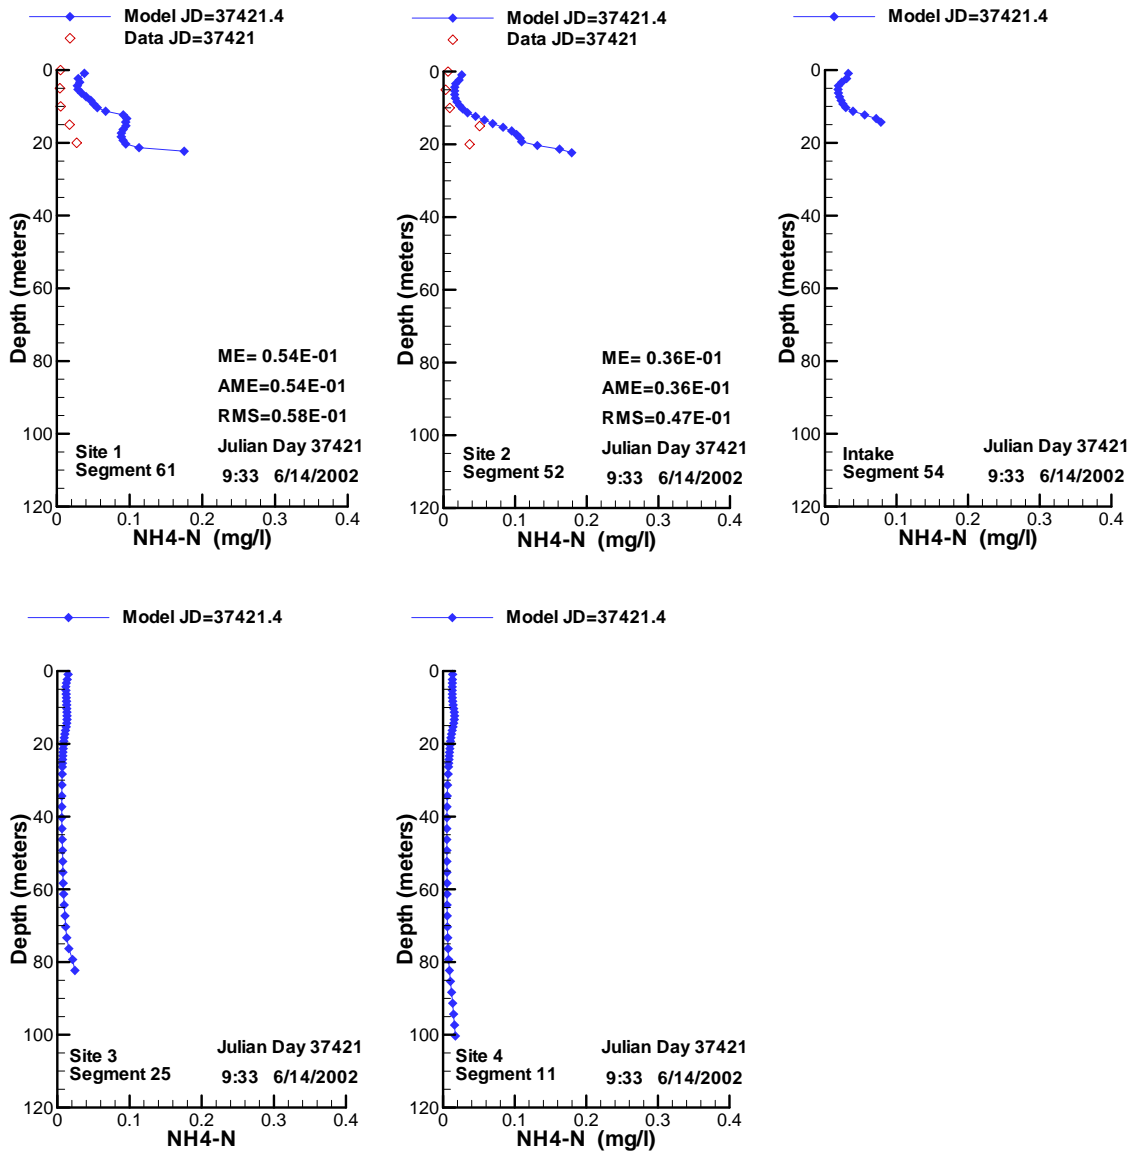 Model JD=37421.4
Data JD=37421
0
20
40
60
80
100
120
Depth (meters)
ME= 0.54E-01
AME=0.54E-01
RMS=0.58E-01
Site 1
Segment 61
Julian Day 37421
9:33 6/14/2002
0
0.1
0.2
0.3
0.4
NH4-N (mg/l)
Model JD=37421.4
Data JD=37421
0
20
40
60
80
100
120
Depth (meters)
ME= 0.36E-01
AME=0.36E-01
RMS=0.47E-01
Site 2
Segment 52
Julian Day 37421
9:33 6/14/2002
0
0.1
0.2
0.3
0.4
NH4-N (mg/l)
Model JD=37421.4
0
20
40
60
80
100
120
Depth (meters)
Intake
Segment 54
Julian Day 37421
9:33 6/14/2002
0
0.1
0.2
0.3
0.4
NH4-N (mg/l)
Model JD=37421.4
0
20
40
60
80
100
120
Depth (meters)
Site 3
Segment 25
Julian Day 37421
9:33 6/14/2002
0
0.1
0.2
0.3
0.4
NH4-N
Model JD=37421.4
0
20
40
60
80
100
120
Depth (meters)
Site 4
Segment 11
Julian Day 37421
9:33 6/14/2002
0
0.1
0.2
0.3
0.4
NH4-N (mg/l)